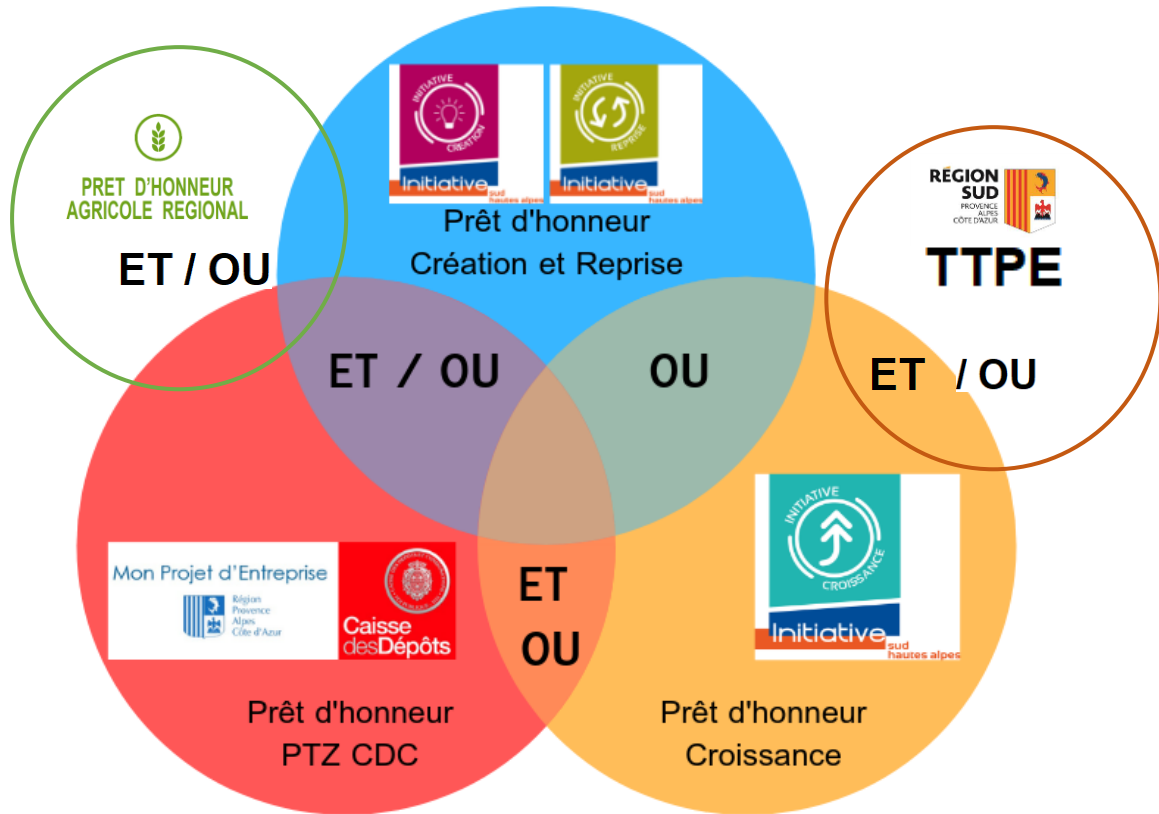 PRET D'HONNEUR
AGRICOLE REGIONAL
ET / OU
INITIATIVE
CREATION
Initiative
sud
hautes alpes
INITIATIVE
REPRISE
Initiative
sud
hautes alpes
Prêt d'honneur
Création et Reprise
RÉGION
SUD
PROVENCE
ALPES
CÔTE D'AZUR
TTPE
ET / OU
ET / OU
OU
Mon Projet d'Entreprise
Région
Provence
Alpes
Côte d'Azur
Caisse
desDépôts
ET
OU
INITIATIVE
CROISSANCE
Initiative
sud
hautes alpes
Prêt d'honneur
PTZ CDC
Prêt d'honneur
Croissance